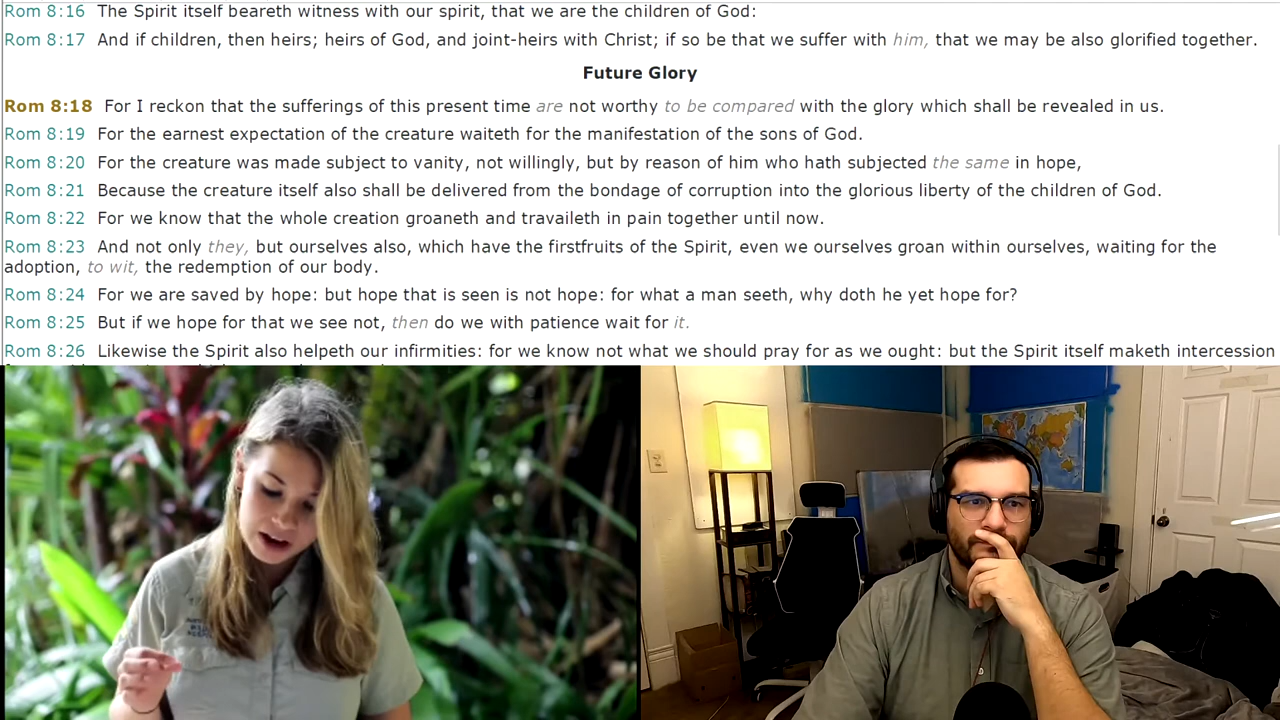 Rom 8:16 The Spirit itself beareth witness with our spirit, that we are the children of God:
Rom 8:17 And if children, then heirs; heirs of God, and joint-heirs with Christ; if so be that we suffer with him, that we may be also glorified together.
Future Glory
Rom 8:18 For I reckon that the sufferings of this present time are not worthy to be compared with the glory which shall be revealed in us.
Rom 8:19 For the earnest expectation of the creature waiteth for the manifestation of the sons of God.
Rom 8:20 For the creature was made subject to vanity, not willingly, but by reason of him who hath subjected the same in hope,
Rom 8:21 Because the creature itself also shall be delivered from the bondage of corruption into the glorious liberty of the children of God.
Rom 8:22 For we know that the whole creation groaneth and travaileth in pain together until now.
Rom 8:23 And not only they, but ourselves also, which have the firstfruits of the Spirit, even we ourselves groan within ourselves, waiting for the
adoption, to wit, the redemption of our body.
Rom 8:24 For we are saved by hope: but hope that is seen is not hope: for what a man seeth, why doth he yet hope for?
Rom 8:25 But if we hope for that we see not, then do we with patience wait for it.
Rom 8:26 Likewise the Spirit also helpeth our infirmities: for we know not what we should pray for as we ought: but the Spirit itself maketh intercession